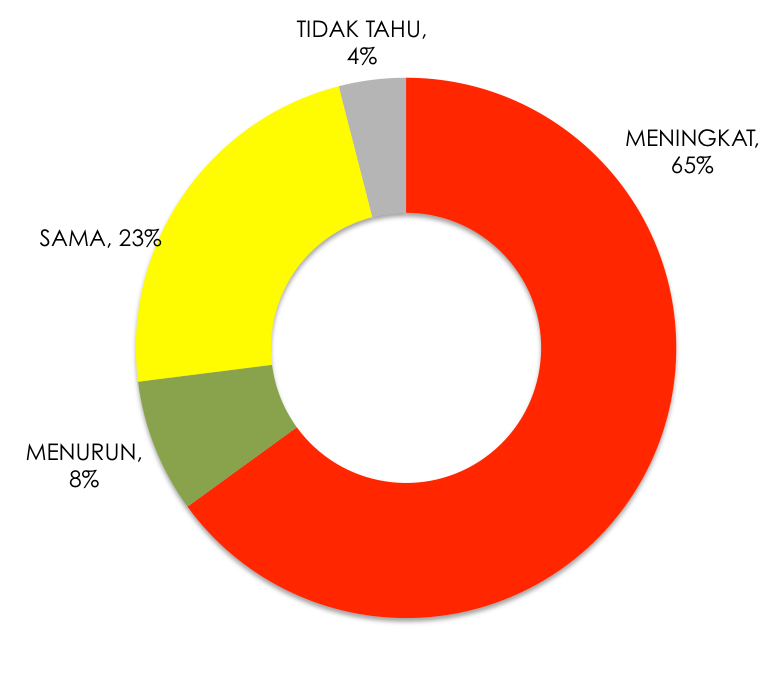 TIDAK TAHU,
4%
MENINGKAT,
65%
SAMA, 23%
MENURUN,
8%